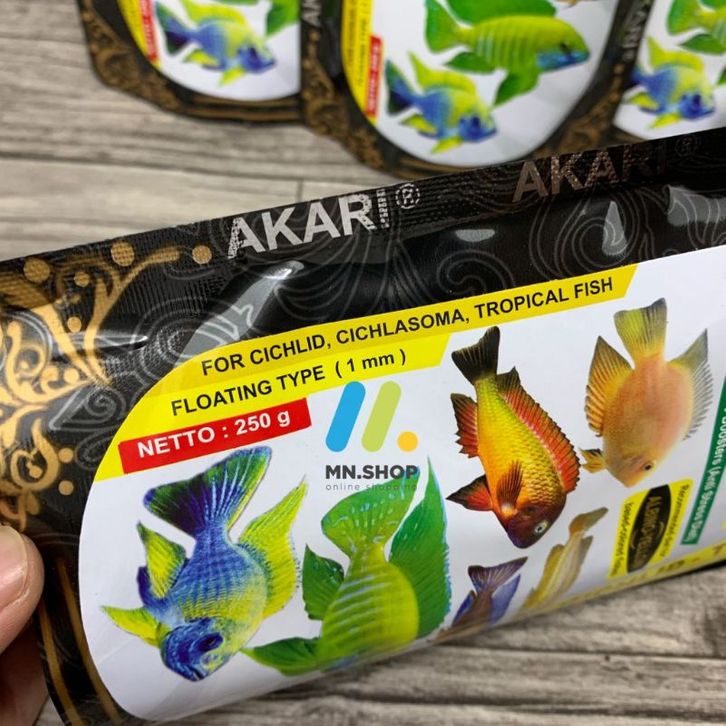 AKARI®
AKARI
FOR CICHLID, CICHLASOMA, TROPICAL FISH
FLOATING TYPE ( 1 mm )
NETTO : 250 g
MN.SHOP
online shopping